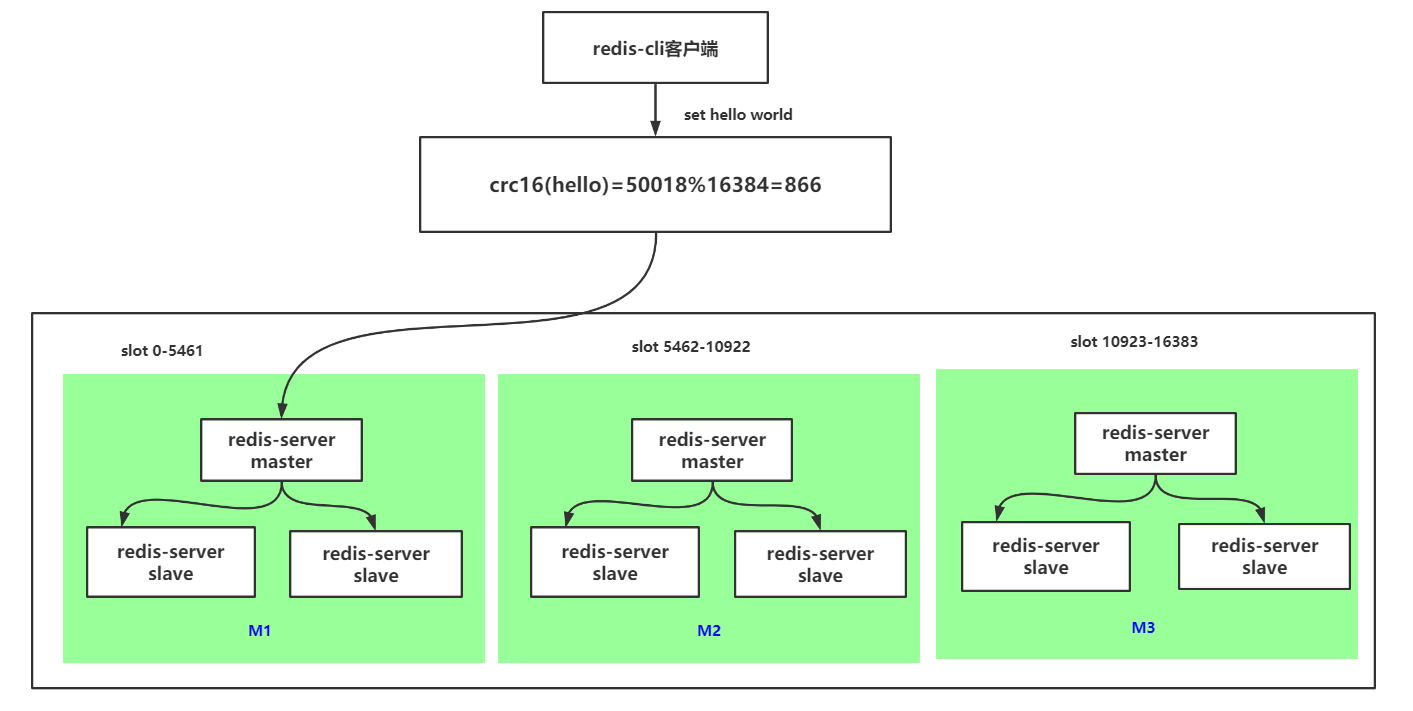 redis-cli客户端
set hello world
crc16(hello)=50018%16384=866
slot 0-5461
slot 5462-10922
slot 10923-16383
redis-server
master
redis-server
slave
redis-server
slave
M1
redis-server
master
redis-server
slave
redis-server
slave
M2
redis-server
master
redis-server
slave
redis-server
slave
M3